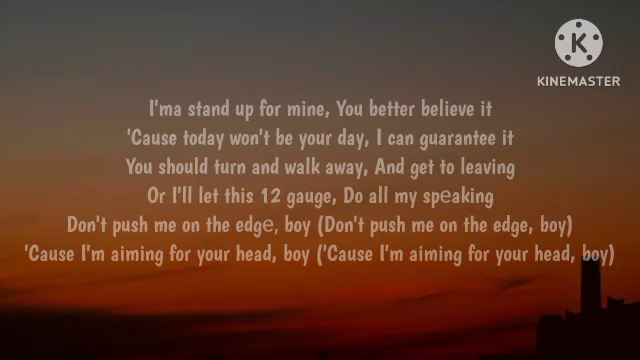 KINEMASTER
I'ma stand up for mine, You better believe it
'Cause today won't be your day, I can guarantee it
You should turn and walk away, And get to leaving
Or I'll let this 12 gauge, Do all my speaking
Don't push me on the edge, boy (Don't push me on the edge, boy)
'Cause I'm aiming for your head, boy ('Cause I'm aiming for your head, boy)